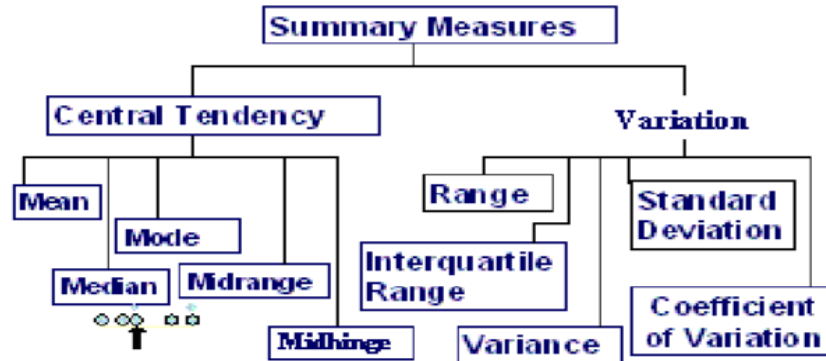 Summary Measures
Central Tendency
Variation
Mean
Mode
Median
Midrange
Midhinge
Range
Interquartile
Range
Variance
Standard
Deviation
Coefficient
of Variation